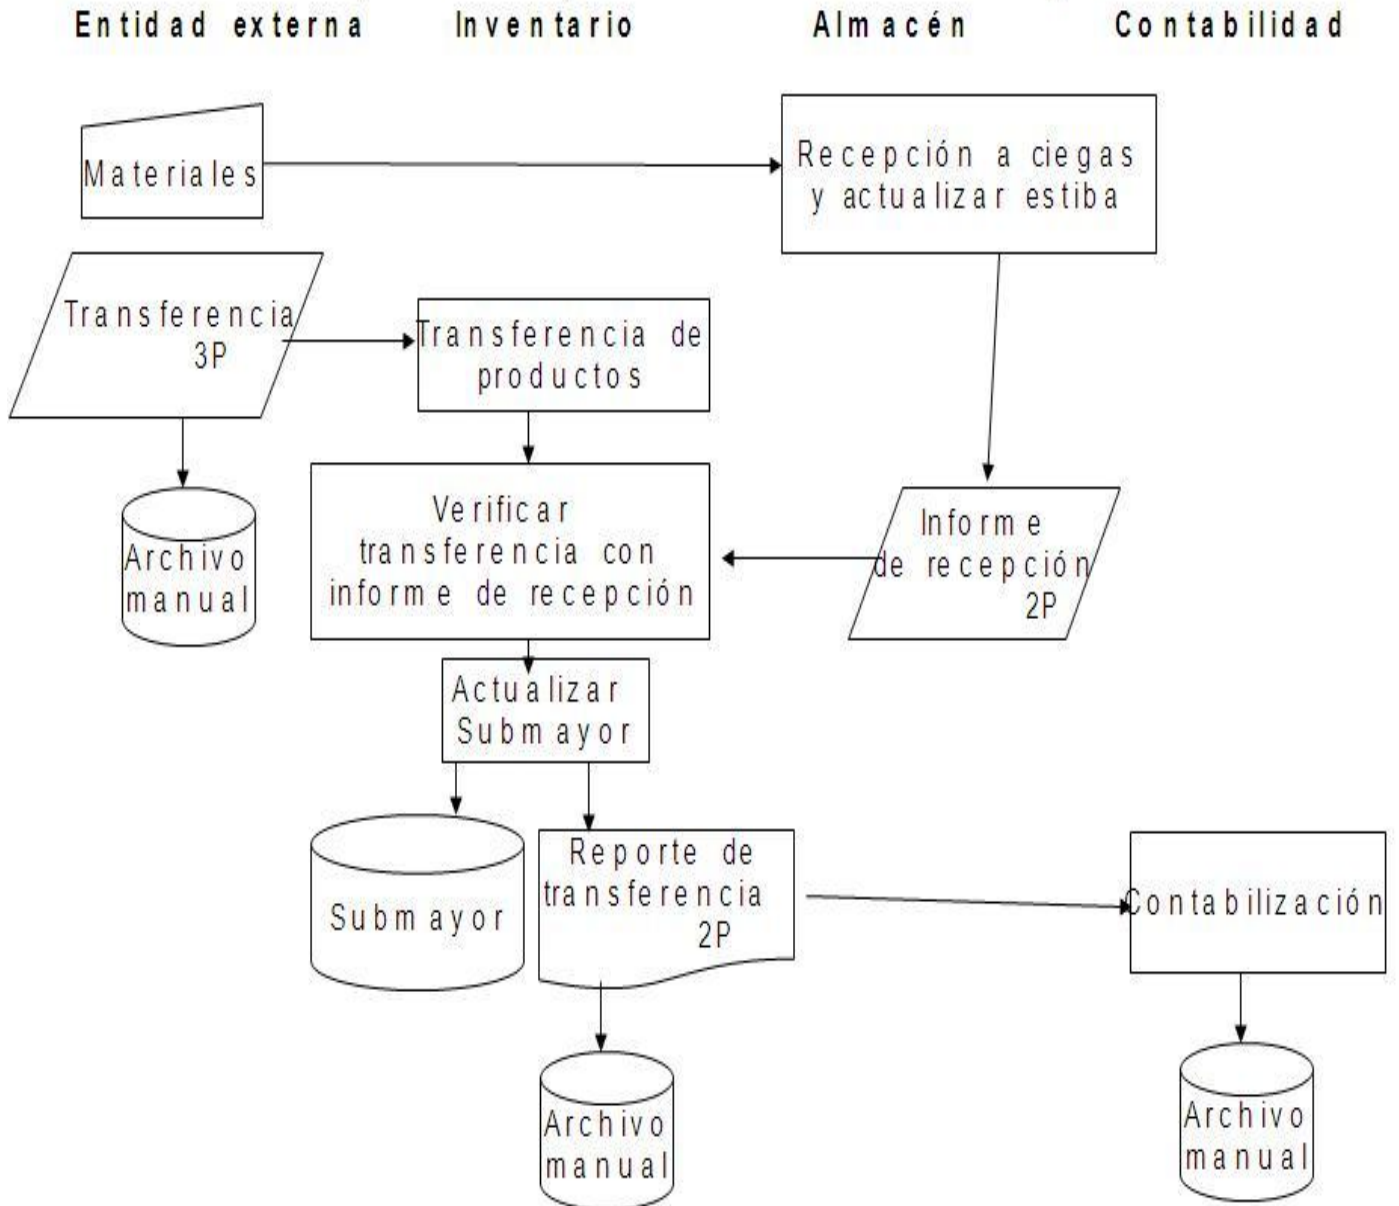 Entidad externa
Inventario
Almacén
Contabilidad
Materiales
Recepción a ciegas
y actualizar estiba
Transferencia
3P
Transferencia de
productos
Verificar
transferencia con
informe de recepción
Informe
de recepción
2P
Archivo
manual
Actualizar
Submayor
Submayor
Reporte de
transferencia
2P
Contabilización
Archivo
manual
Archivo
manual